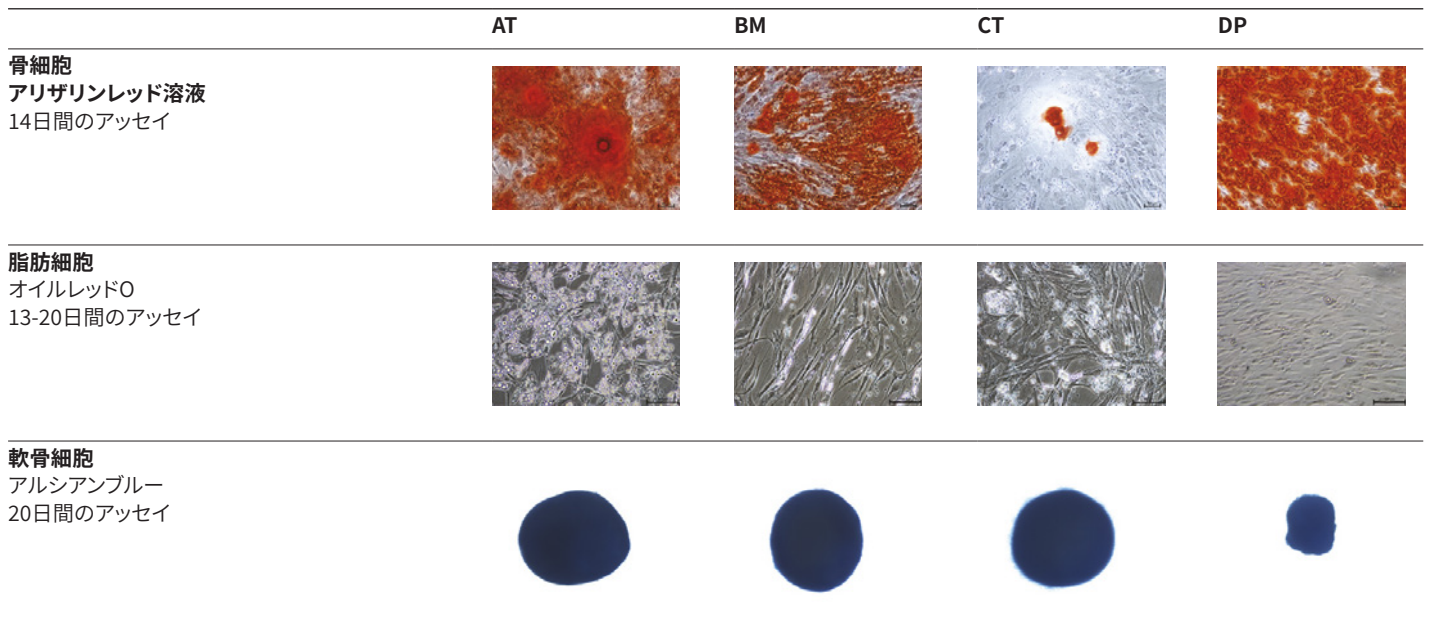 AT BM CT DP
骨細胞
アリザリンレッド溶液
14日間のアッセイ
脂肪細胞
オイルレッドO
13-20日間のアッセイ
軟骨細胞
アルシアンブルー
20日間のアッセイ